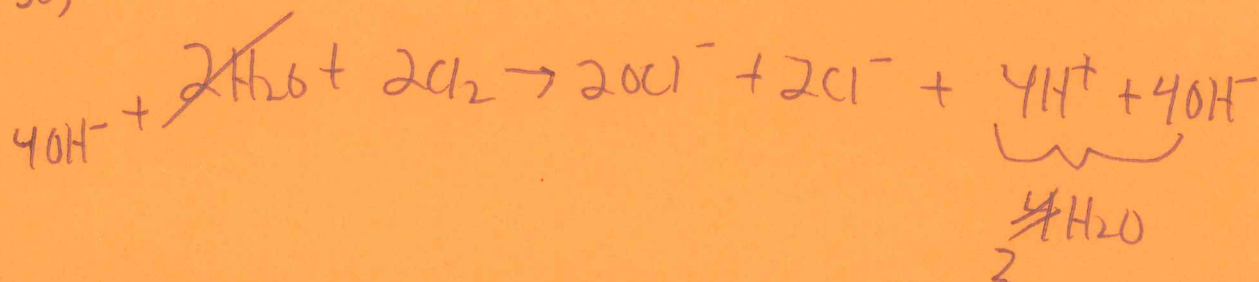 4OH⁻ + 2H₂O + 2Cl₂ → 2OCl⁻ + 2Cl⁻ + 4H⁺ + 4OH⁻
4H₂O
2